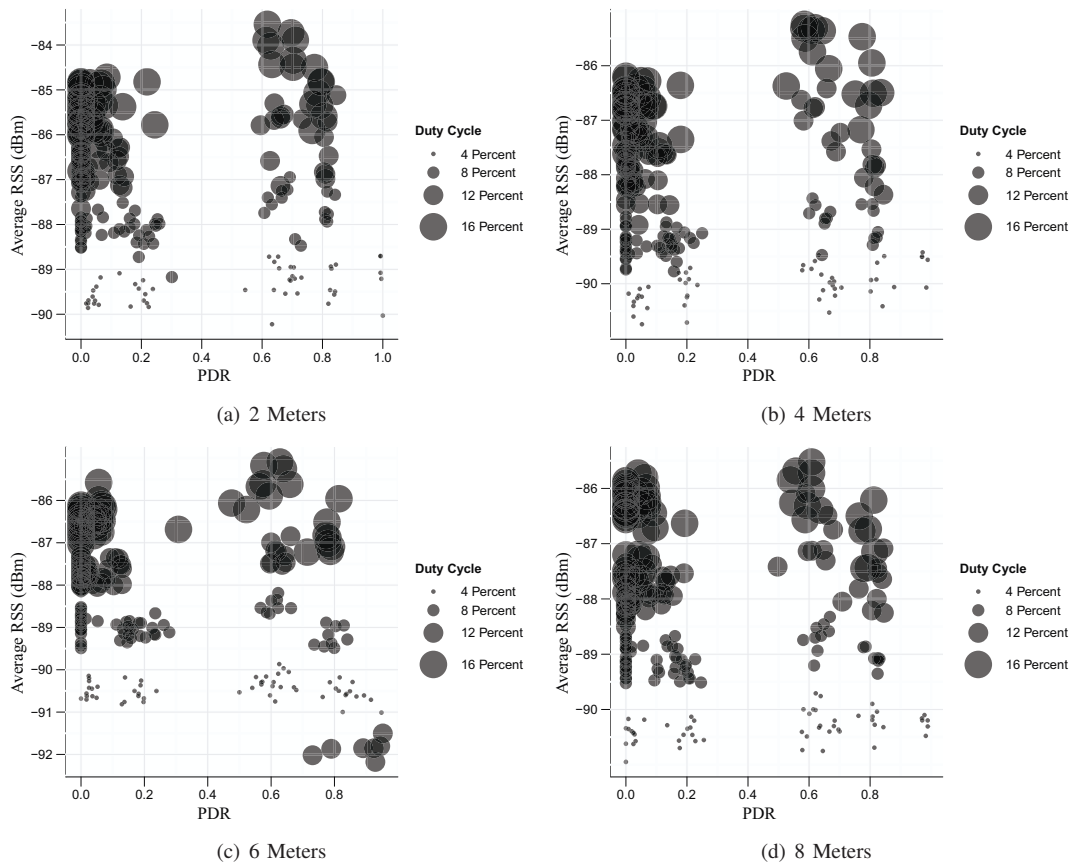 Average RSS (dBm)
−84
−85
−86
−87
−88
−89
−90
0.0 0.2 0.4 0.6 0.8 1.0
PDR
Duty Cycle
4 Percent
8 Percent
12 Percent
16 Percent
(a) 2 Meters
Average RSS (dBm)
−86
−87
−88
−89
−90
0.0 0.2 0.4 0.6 0.8
PDR
Duty Cycle
4 Percent
8 Percent
12 Percent
16 Percent
(b) 4 Meters
Average RSS (dBm)
−86
−87
−88
−89
−90
−91
−92
0.0 0.2 0.4 0.6 0.8
PDR
Duty Cycle
4 Percent
8 Percent
12 Percent
16 Percent
(c) 6 Meters
Average RSS (dBm)
−86
−87
−88
−89
−90
0.0 0.2 0.4 0.6 0.8
PDR
Duty Cycle
4 Percent
8 Percent
12 Percent
16 Percent
(d) 8 Meters